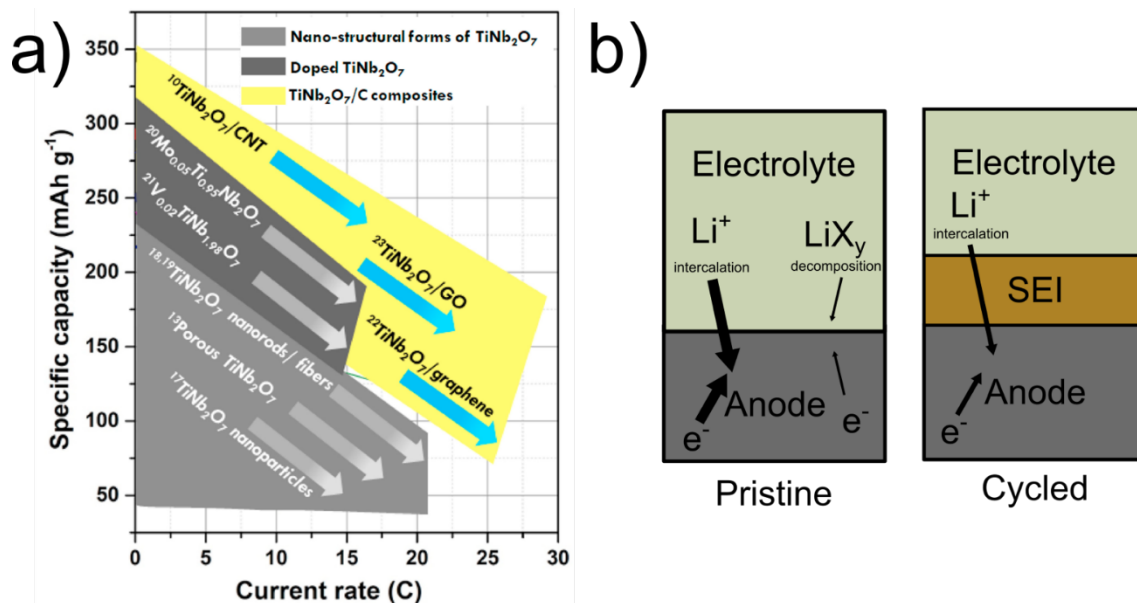 a)
Nano-structural forms of TiNb₂O₇
Doped TiNb₂O₇
TiNb₂O₇/C composites
Specific capacity (mAh g⁻¹)
350
300
250
200
150
100
50
¹⁰TiNb₂O₇/CNT
²⁰Mo₀.₀₅Ti₀.₉₅Nb₂O₇
²¹V₀.₀₂TiNb₁.₉₈O₇
²³TiNb₂O₇/GO
¹⁸,¹⁹TiNb₂O₇ nanorods/fibers
²²TiNb₂O₇/graphene
¹³Porous TiNb₂O₇
¹⁷TiNb₂O₇ nanoparticles
0 5 10 15 20 25 30
Current rate (C)
b)
Electrolyte
Li⁺
intercalation
LiXᵧ
decomposition
Anode
e⁻
e⁻
Pristine
Electrolyte
Li⁺
intercalation
SEI
Anode
e⁻
Cycled